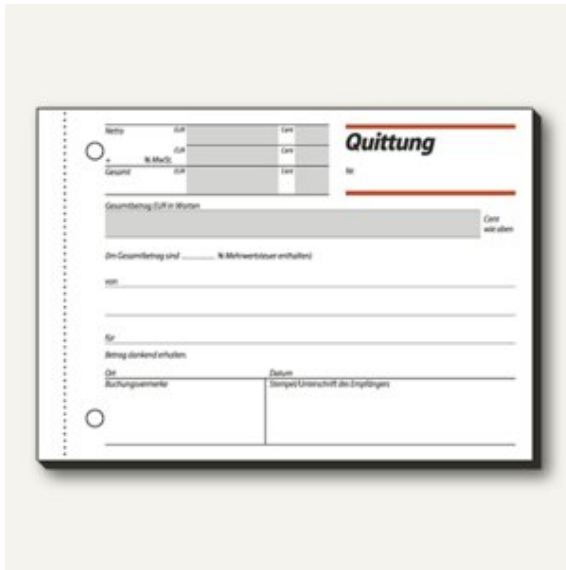 Netto EUR Cent
Quittung
+ % MwSt. EUR Cent
Nr.
Gesamt EUR Cent
Gesamtbetrag EUR in Worten
Cent
wie oben
(Im Gesamtbetrag sind ______ % Mehrwertsteuer enthalten)
von
für
Betrag dankend erhalten.
Ort Datum
Buchungsvermerke Stempel/Unterschrift des Empfängers